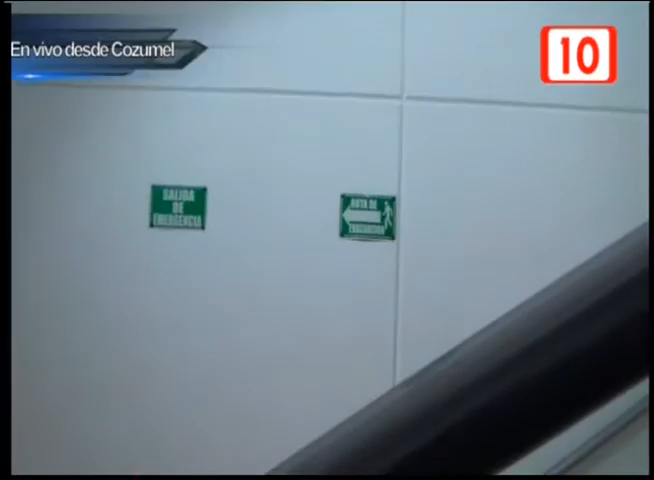 En vivo desde Cozumel
10
SALIDA
DE
EMERGENCIA
RUTA DE
EVACUACION